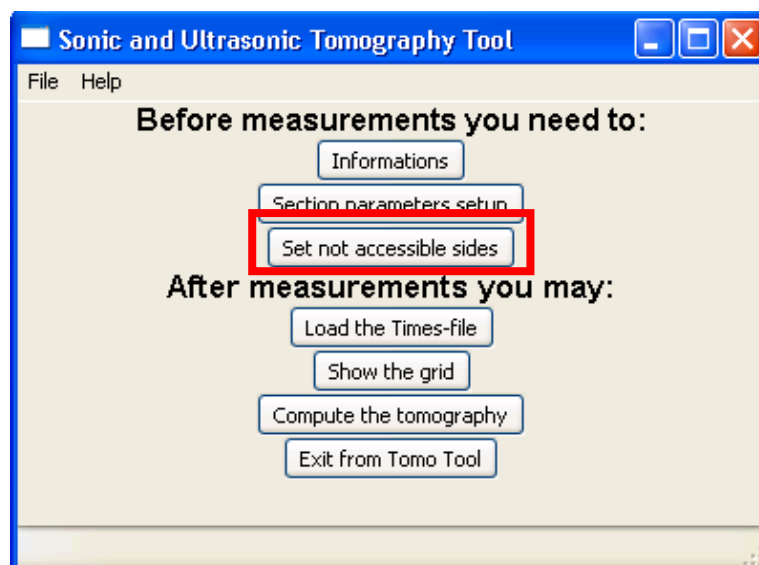 Sonic and Ultrasonic Tomography Tool
File Help
Before measurements you need to:
Informations
Section parameters setup
Set not accessible sides
After measurements you may:
Load the Times-file
Show the grid
Compute the tomography
Exit from Tomo Tool